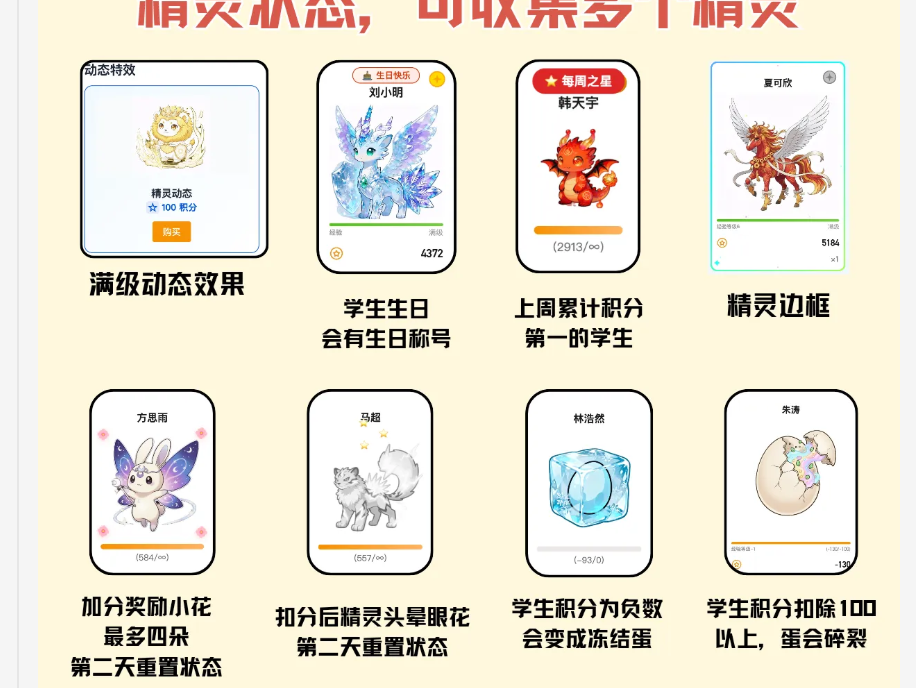 精灵状态，可收集多个精灵
动态特效
精灵动态
100 积分
购买
满级动态效果
生日快乐
刘小明
经验 满级
4372
学生生日
会有生日称号
每周之星
韩天宇
(2913/∞)
上周累计积分
第一的学生
夏可欣
满级
5184
×1
精灵边框
方思雨
(584/∞)
加分奖励小花
最多四朵
第二天重置状态
马超
(557/∞)
扣分后精灵头晕眼花
第二天重置状态
林浩然
(-93/0)
学生积分为负数
会变成冻结蛋
朱涛
-130
学生积分扣除100
以上，蛋会碎裂